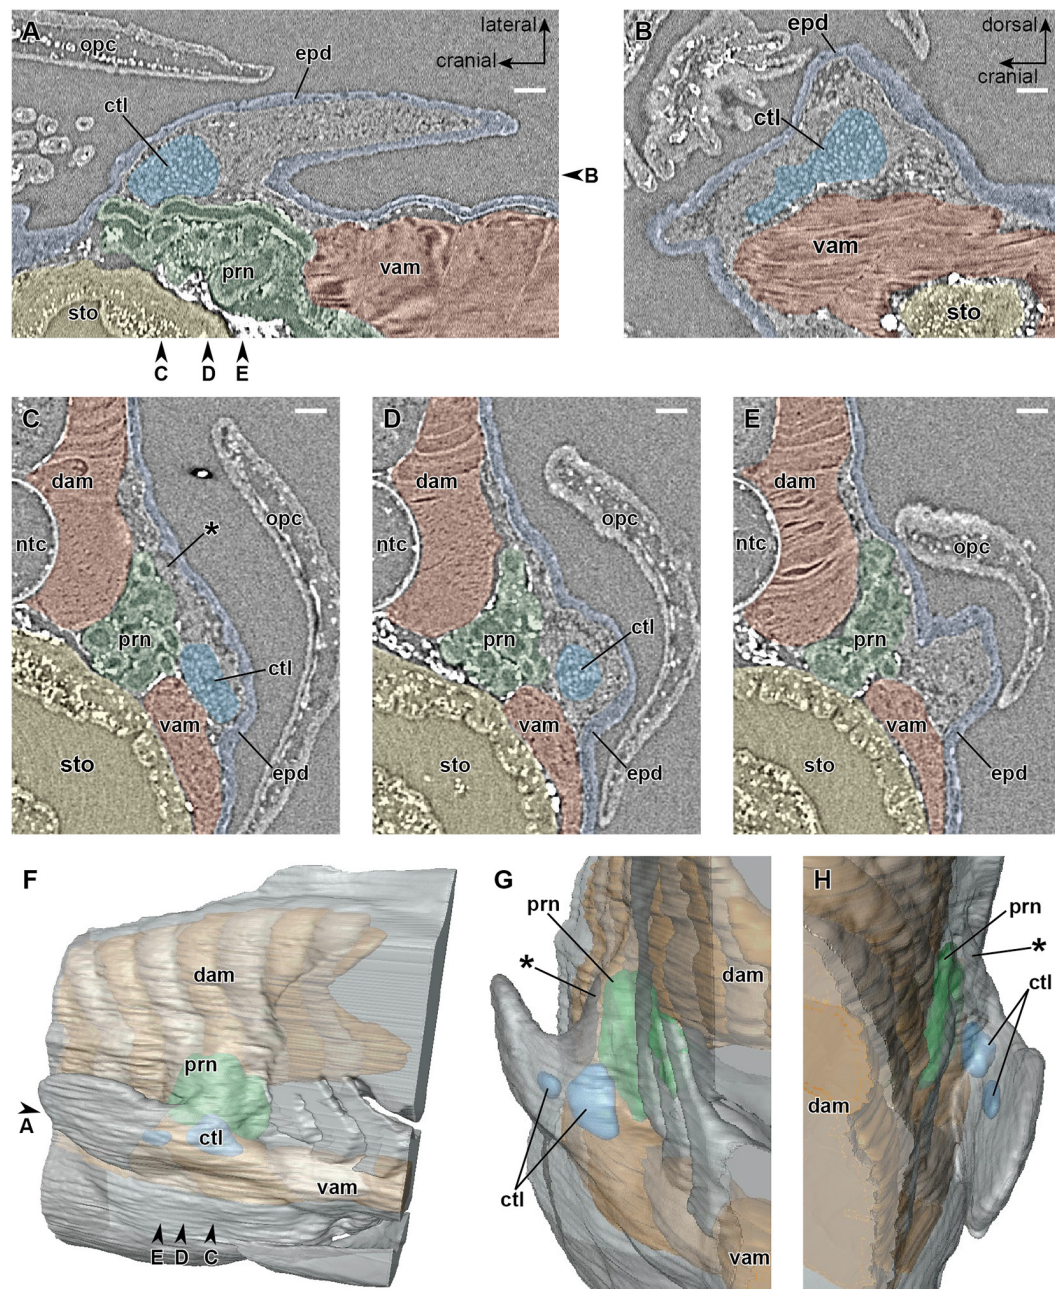 A
lateral
cranial
opc
epd
ctl
prn
vam
sto
B
C
D
E
B
dorsal
cranial
epd
ctl
vam
sto
C
dam
opc
ntc
*
prn
ctl
vam
sto
epd
D
dam
opc
ntc
prn
ctl
vam
sto
epd
E
dam
opc
ntc
prn
vam
sto
epd
F
dam
prn
A
ctl
vam
E
D
C
G
prn
*
dam
ctl
vam
H
prn
*
ctl
dam